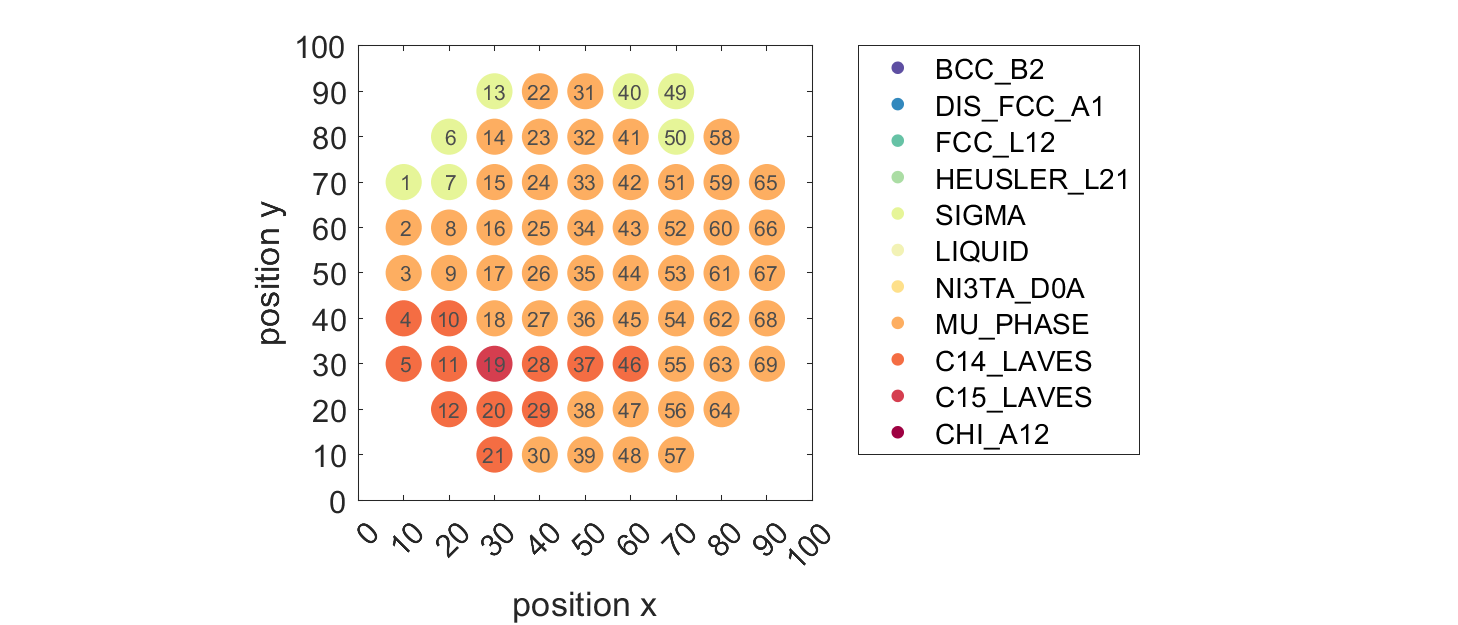 100
90
80
70
60
50
40
30
20
10
0
position y
13 22 31 40 49
6 14 23 32 41 50 58
1 7 15 24 33 42 51 59 65
2 8 16 25 34 43 52 60 66
3 9 17 26 35 44 53 61 67
4 10 18 27 36 45 54 62 68
5 11 19 28 37 46 55 63 69
12 20 29 38 47 56 64
21 30 39 48 57
0 10 20 30 40 50 60 70 80 90 100
position x
BCC_B2
DIS_FCC_A1
FCC_L12
HEUSLER_L21
SIGMA
LIQUID
NI3TA_D0A
MU_PHASE
C14_LAVES
C15_LAVES
CHI_A12